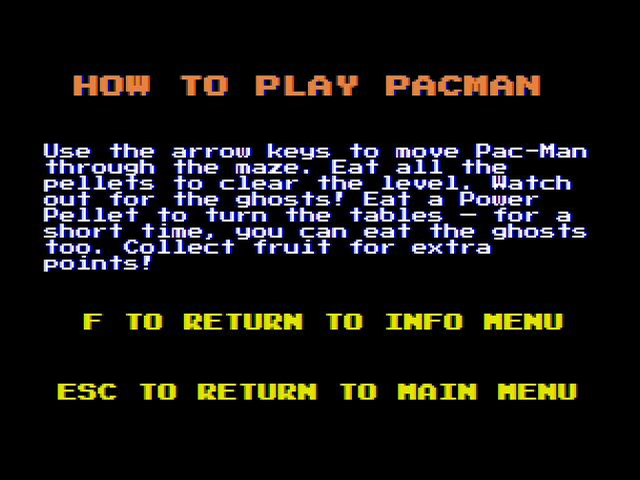 HOW TO PLAY PACMAN
Use the arrow keys to move Pac-Man
through the maze. Eat all the
pellets to clear the level. Watch
out for the ghosts! Eat a Power
Pellet to turn the tables — for a
short time, you can eat the ghosts
too. Collect fruit for extra
points!
F TO RETURN TO INFO MENU
ESC TO RETURN TO MAIN MENU